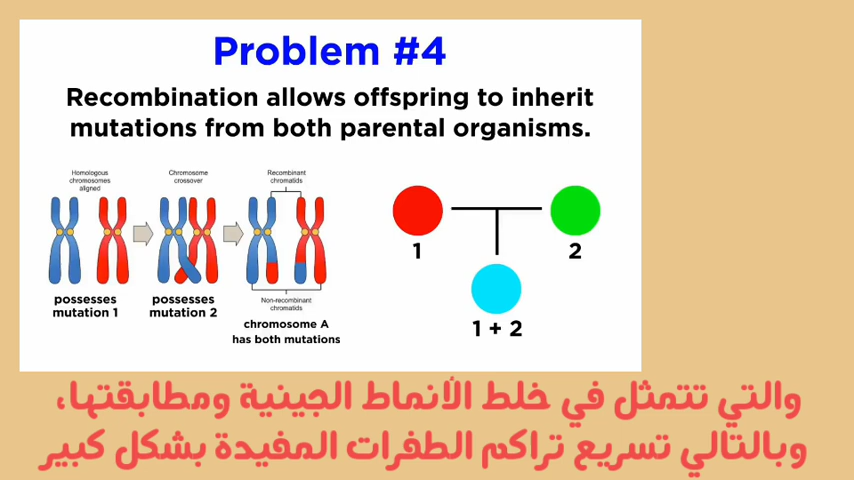 Problem #4
Recombination allows offspring to inherit
mutations from both parental organisms.
Homologous
chromosomes
aligned
Chromosome
crossover
Recombinant
chromatids
possesses
mutation 1
possesses
mutation 2
Non-recombinant
chromatids
chromosome A
has both mutations
1
2
1 + 2
والتي تتمثل في خلط الأنماط الجينية ومطابقتها،
وبالتالي تسريع تراكم الطفرات المفيدة بشكل كبير